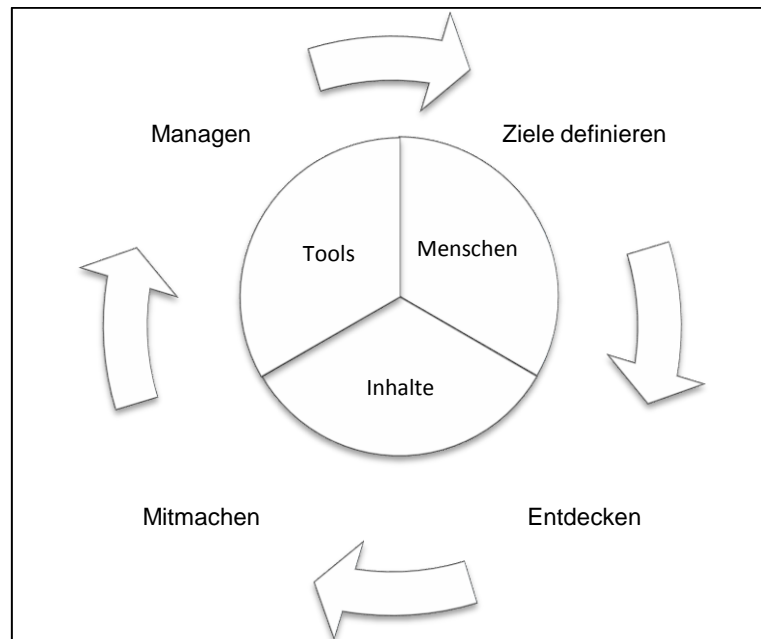 Managen
Ziele definieren
Tools
Menschen
Inhalte
Mitmachen
Entdecken